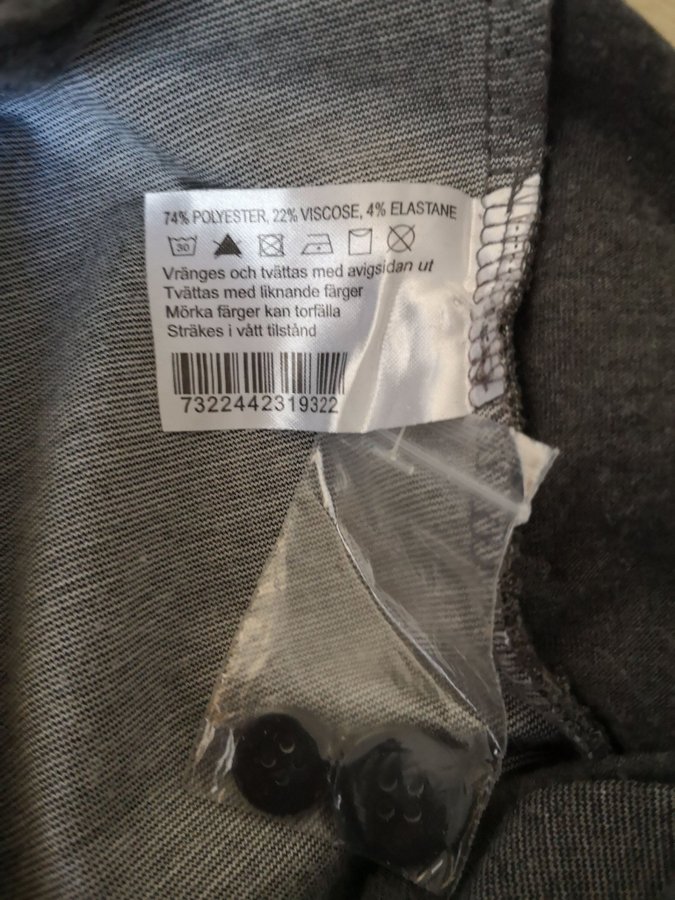 74% POLYESTER, 22% VISCOSE, 4% ELASTANE
30
Vränges och tvättas med avigsidan ut
Tvättas med liknande färger
Mörka färger kan torfälla
Sträkes i vått tilstånd
7322442319322